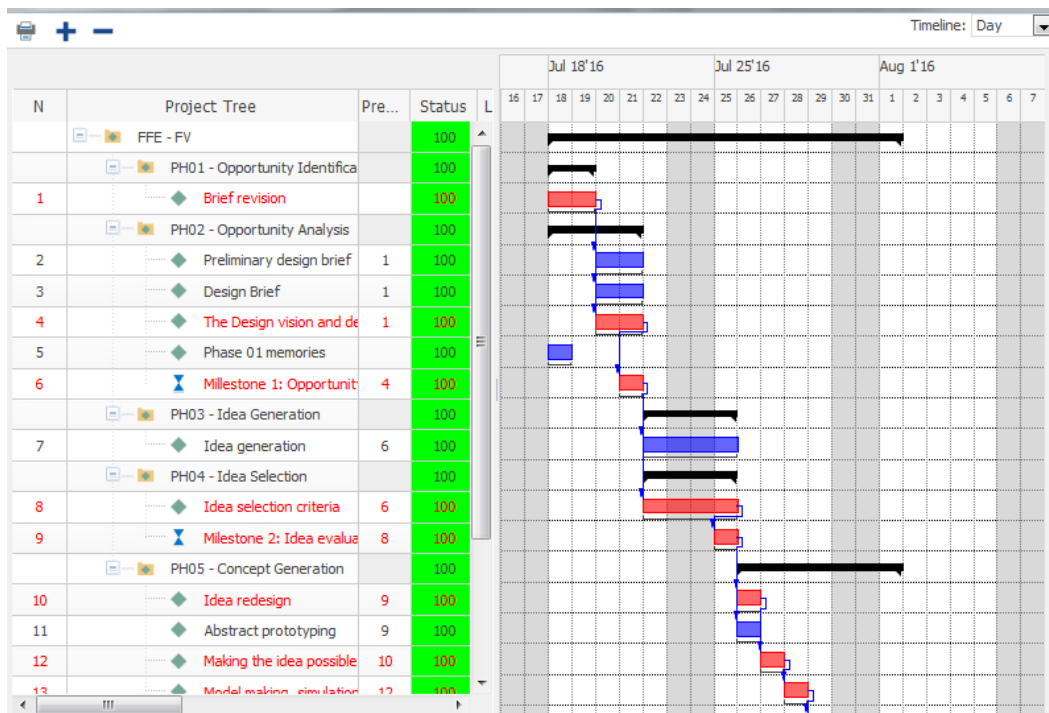 Timeline: Day
Jul 18'16 Jul 25'16 Aug 1'16
N Project Tree Pre... Status L 16 17 18 19 20 21 22 23 24 25 26 27 28 29 30 31 1 2 3 4 5 6 7
FFE - FV 100
PH01 - Opportunity Identifica 100
1 Brief revision 100
PH02 - Opportunity Analysis 100
2 Preliminary design brief 1 100
3 Design Brief 1 100
4 The Design vision and de 1 100
5 Phase 01 memories 100
6 Millestone 1: Opportunit 4 100
PH03 - Idea Generation 100
7 Idea generation 6 100
PH04 - Idea Selection 100
8 Idea selection criteria 6 100
9 Milestone 2: Idea evalua 8 100
PH05 - Concept Generation 100
10 Idea redesign 9 100
11 Abstract prototyping 9 100
12 Making the idea possible 10 100
13 Model making, simulation 12 100